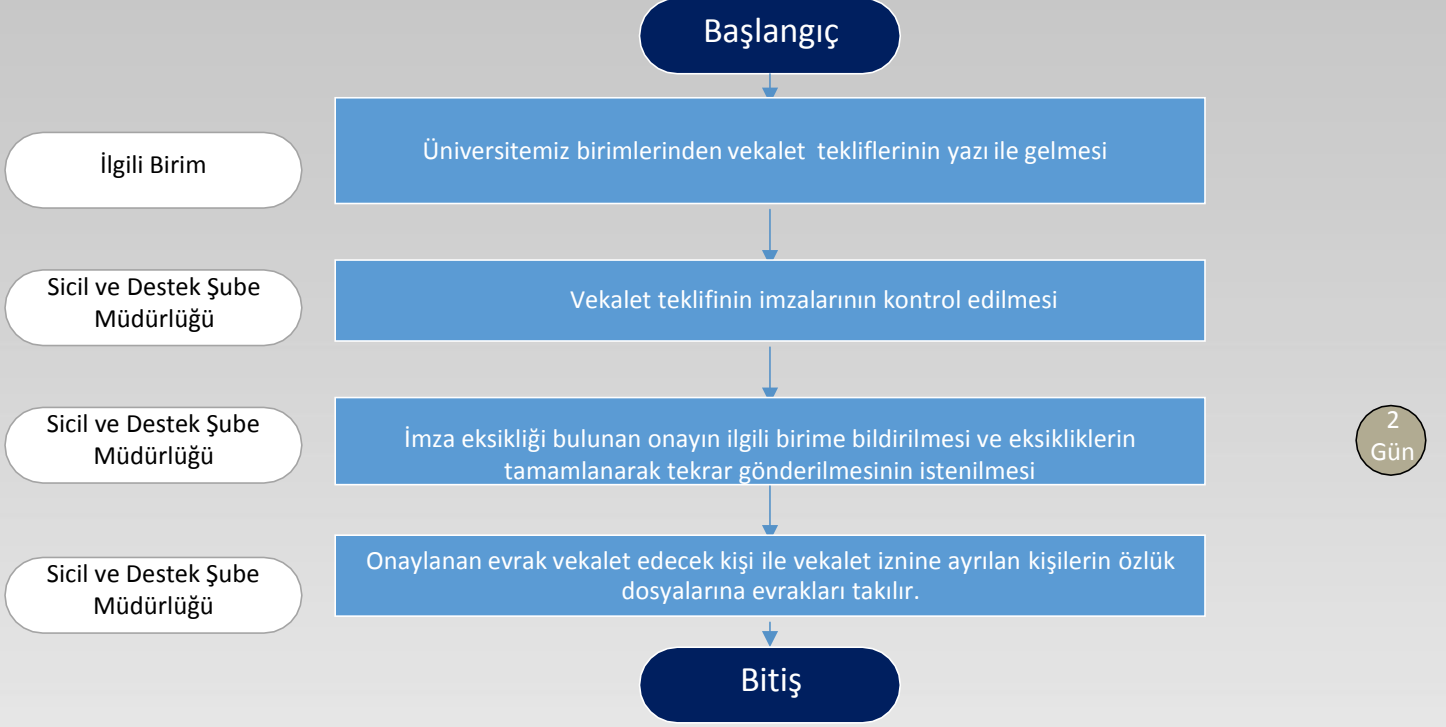 Başlangıç
İlgili Birim
Üniversitemiz birimlerinden vekalet tekliflerinin yazı ile gelmesi
Sicil ve Destek Şube
Müdürlüğü
Vekalet teklifinin imzalarının kontrol edilmesi
Sicil ve Destek Şube
Müdürlüğü
İmza eksikliği bulunan onayın ilgili birime bildirilmesi ve eksikliklerin
tamamlanarak tekrar gönderilmesinin istenilmesi
2
Gün
Sicil ve Destek Şube
Müdürlüğü
Onaylanan evrak vekalet edecek kişi ile vekalet iznine ayrılan kişilerin özlük
dosyalarına evrakları takılır.
Bitiş